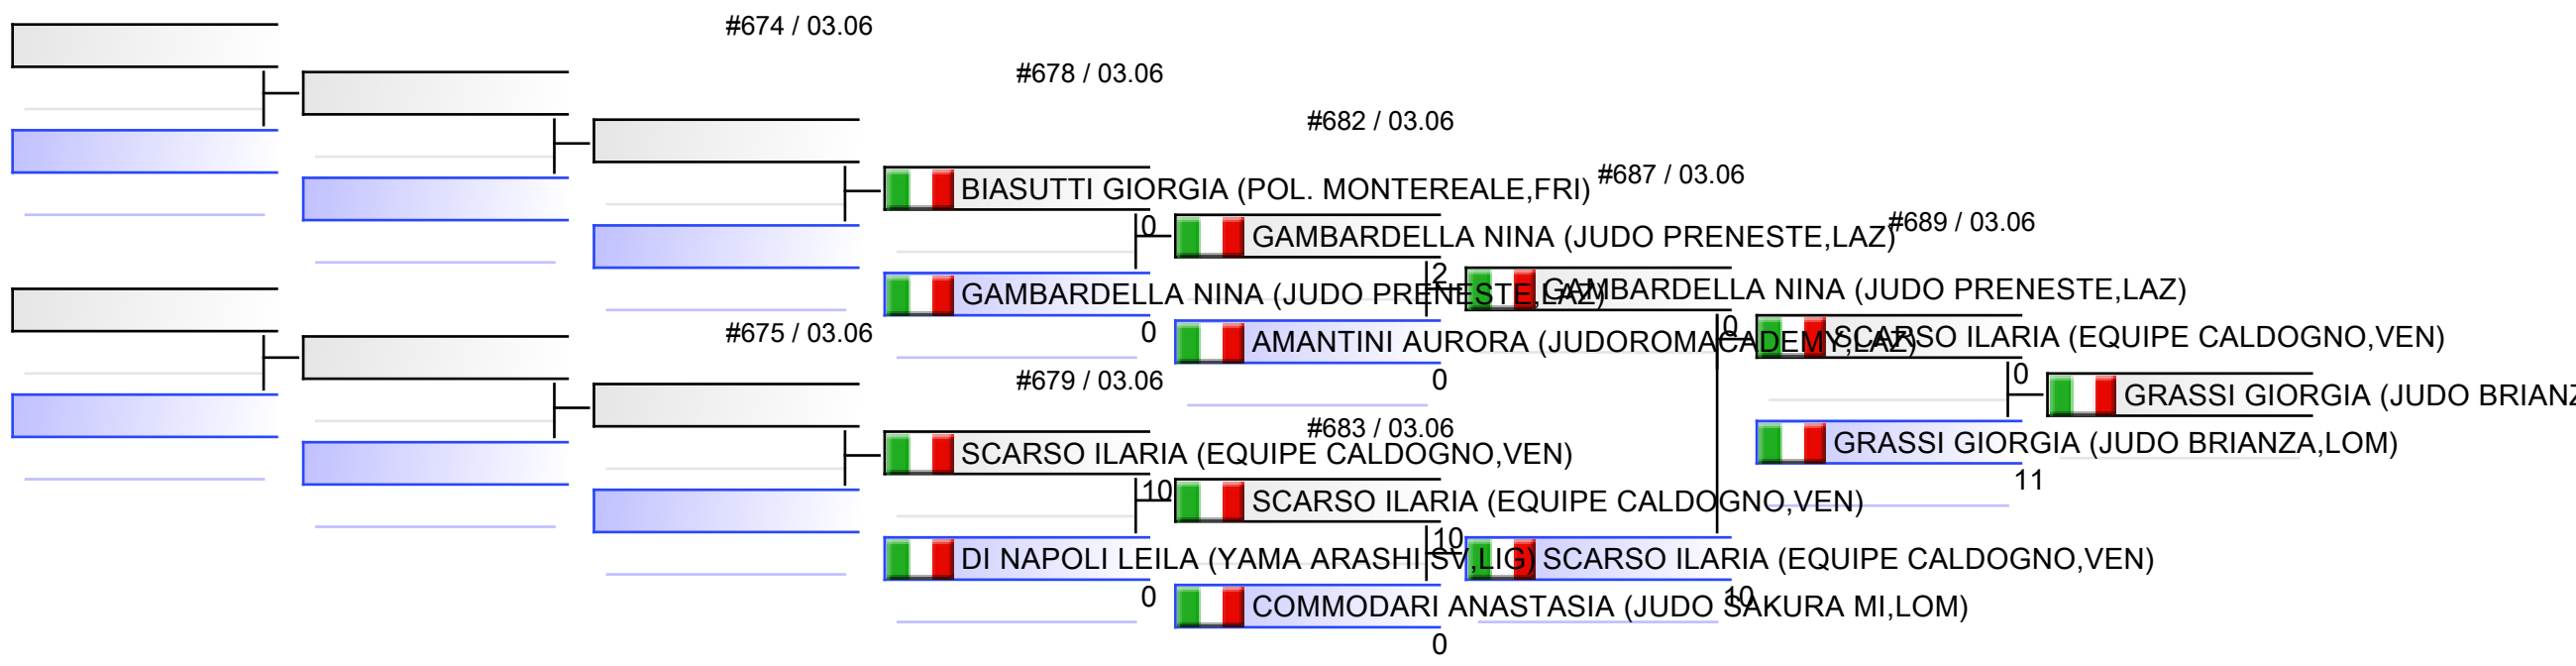 #674 / 03.06
#678 / 03.06
#682 / 03.06
#687 / 03.06
BIASUTTI GIORGIA (POL. MONTEREALE,FRI)
0
#689 / 03.06
GAMBARDELLA NINA (JUDO PRENESTE,LAZ)
2
GAMBARDELLA NINA (JUDO PRENESTE,LAZ)
0
GAMBARDELLA NINA (JUDO PRENESTE,LAZ)
0
#675 / 03.06
AMANTINI AURORA (JUDOROMACADEMY,LAZ)
0
SCARSO ILARIA (EQUIPE CALDOGNO,VEN)
0
#679 / 03.06
GRASSI GIORGIA (JUDO BRIANZ
#683 / 03.06
GRASSI GIORGIA (JUDO BRIANZA,LOM)
11
SCARSO ILARIA (EQUIPE CALDOGNO,VEN)
10
SCARSO ILARIA (EQUIPE CALDOGNO,VEN)
10
DI NAPOLI LEILA (YAMA ARASHI SV,LIG)
0
SCARSO ILARIA (EQUIPE CALDOGNO,VEN)
10
COMMODARI ANASTASIA (JUDO SAKURA MI,LOM)
0